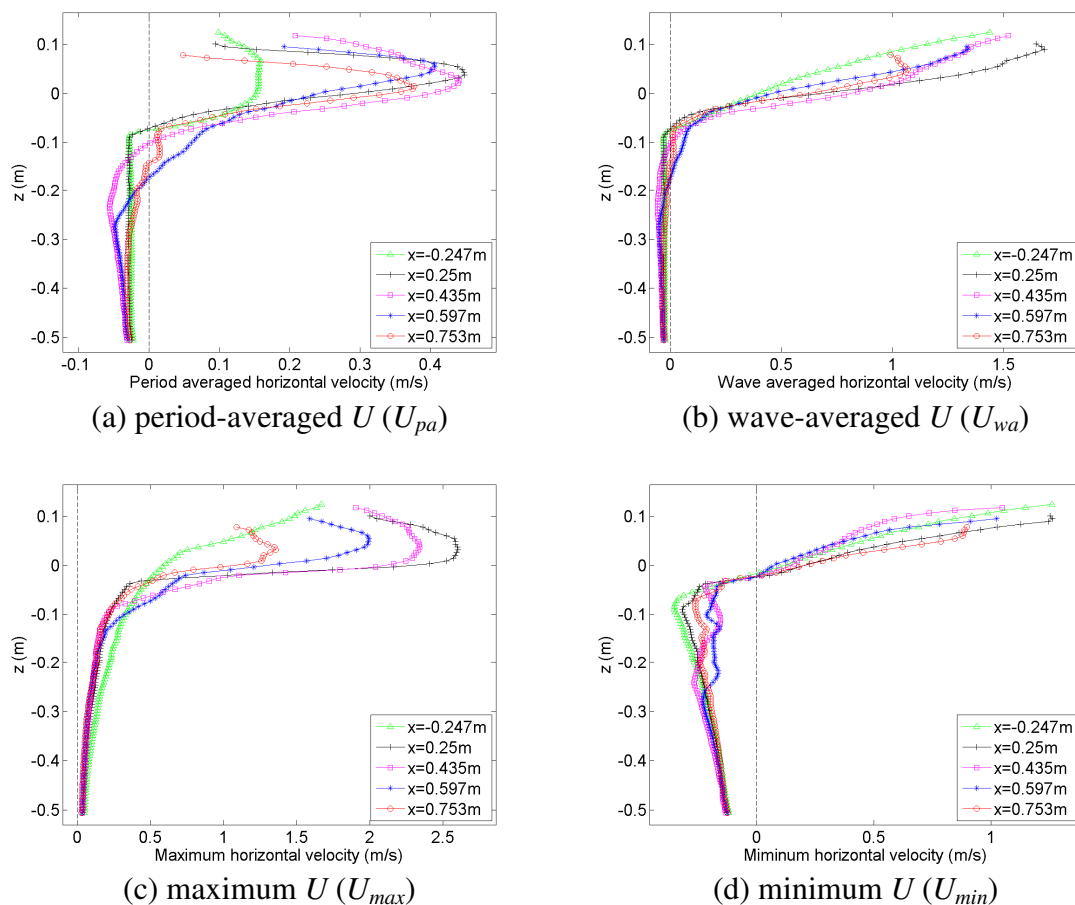 0.1
0
-0.1
-0.2
-0.3
-0.4
-0.5
z (m)
x=-0.247m
x=0.25m
x=0.435m
x=0.597m
x=0.753m
-0.1 0 0.1 0.2 0.3 0.4
Period averaged horizontal velocity (m/s)
(a) period-averaged U (Upa)
0.1
0
-0.1
-0.2
-0.3
-0.4
-0.5
z (m)
x=-0.247m
x=0.25m
x=0.435m
x=0.597m
x=0.753m
0 0.5 1 1.5
Wave averaged horizontal velocity (m/s)
(b) wave-averaged U (Uwa)
0.1
0
-0.1
-0.2
-0.3
-0.4
-0.5
z (m)
x=-0.247m
x=0.25m
x=0.435m
x=0.597m
x=0.753m
0 0.5 1 1.5 2 2.5
Maximum horizontal velocity (m/s)
(c) maximum U (Umax)
0.1
0
-0.1
-0.2
-0.3
-0.4
-0.5
z (m)
x=-0.247m
x=0.25m
x=0.435m
x=0.597m
x=0.753m
0 0.5 1
Miminum horizontal velocity (m/s)
(d) minimum U (Umin)